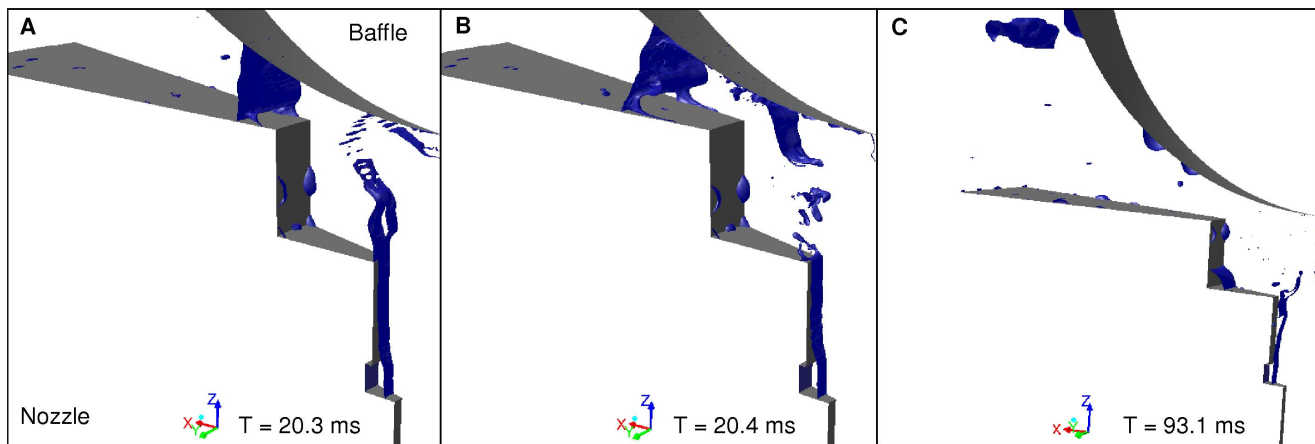 A
Baffle
Nozzle
Z
X
Y
T = 20.3 ms
B
Z
X
Y
T = 20.4 ms
C
Z
X
Y
T = 93.1 ms